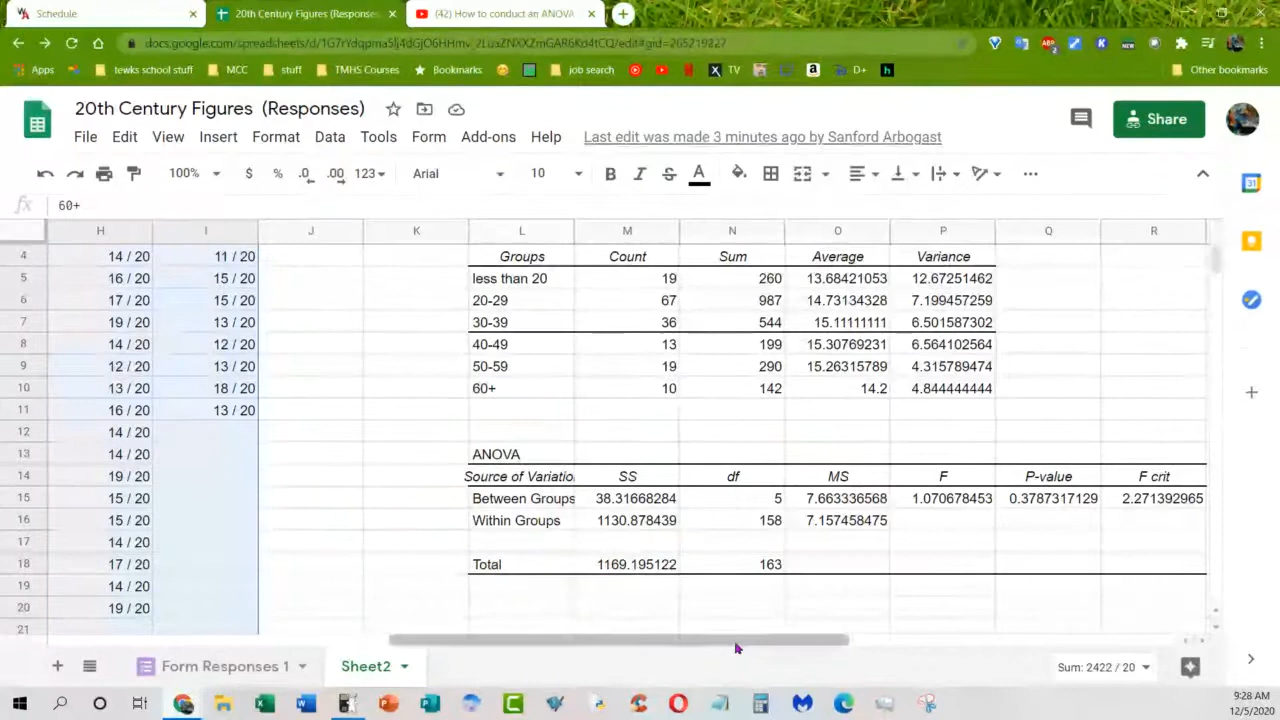 Schedule
20th Century Figures (Responses
(42) How to conduct an ANOVA
docs.google.com/spreadsheets/d/
Apps tewks school stuff MCC stuff TMHS Courses Bookmarks job search TV a D+ h Other bookmarks
20th Century Figures (Responses)
File Edit View Insert Format Data Tools Form Add-ons Help Last edit was made 3 minutes ago by Sanford Arbogast
Share
100% $ % .0 .00 123 Arial 10 B I S A
fx 60+
H I J K L M N O P Q R
4 14 / 20 11 / 20 Groups Count Sum Average Variance
5 16 / 20 15 / 20 less than 20 19 260 13.68421053 12.67251462
6 17 / 20 15 / 20 20-29 67 987 14.73134328 7.199457259
7 19 / 20 13 / 20 30-39 36 544 15.11111111 6.501587302
8 14 / 20 12 / 20 40-49 13 199 15.30769231 6.564102564
9 12 / 20 13 / 20 50-59 19 290 15.26315789 4.315789474
10 13 / 20 18 / 20 60+ 10 142 14.2 4.844444444
11 16 / 20 13 / 20
12 14 / 20
13 14 / 20 ANOVA
14 19 / 20 Source of Variatio SS df MS F P-value F crit
15 15 / 20 Between Groups 38.31668284 5 7.663336568 1.070678453 0.3787317129 2.271392965
16 15 / 20 Within Groups 1130.878439 158 7.157458475
17 14 / 20
18 17 / 20 Total 1169.195122 163
19 14 / 20
20 19 / 20
21
Form Responses 1 Sheet2 Sum: 2422 / 20
9:28 AM
12/5/2020